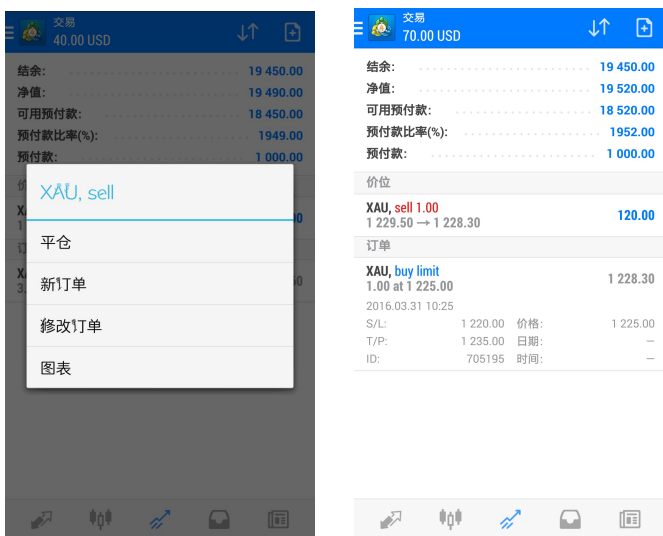 交易
40.00 USD
结余: 19 450.00
净值: 19 490.00
可用预付款: 18 450.00
预付款比率(%): 1949.00
预付款: 1 000.00
XAU, sell
平仓
新订单
修改订单
图表
交易
70.00 USD
结余: 19 450.00
净值: 19 520.00
可用预付款: 18 520.00
预付款比率(%): 1952.00
预付款: 1 000.00
价位
XAU, sell 1.00
1 229.50 → 1 228.30
120.00
订单
XAU, buy limit
1.00 at 1 225.00
1 228.30
2016.03.31 10:25
S/L: 1 220.00 价格: 1 225.00
T/P: 1 235.00 日期: –
ID: 705195 时间: –